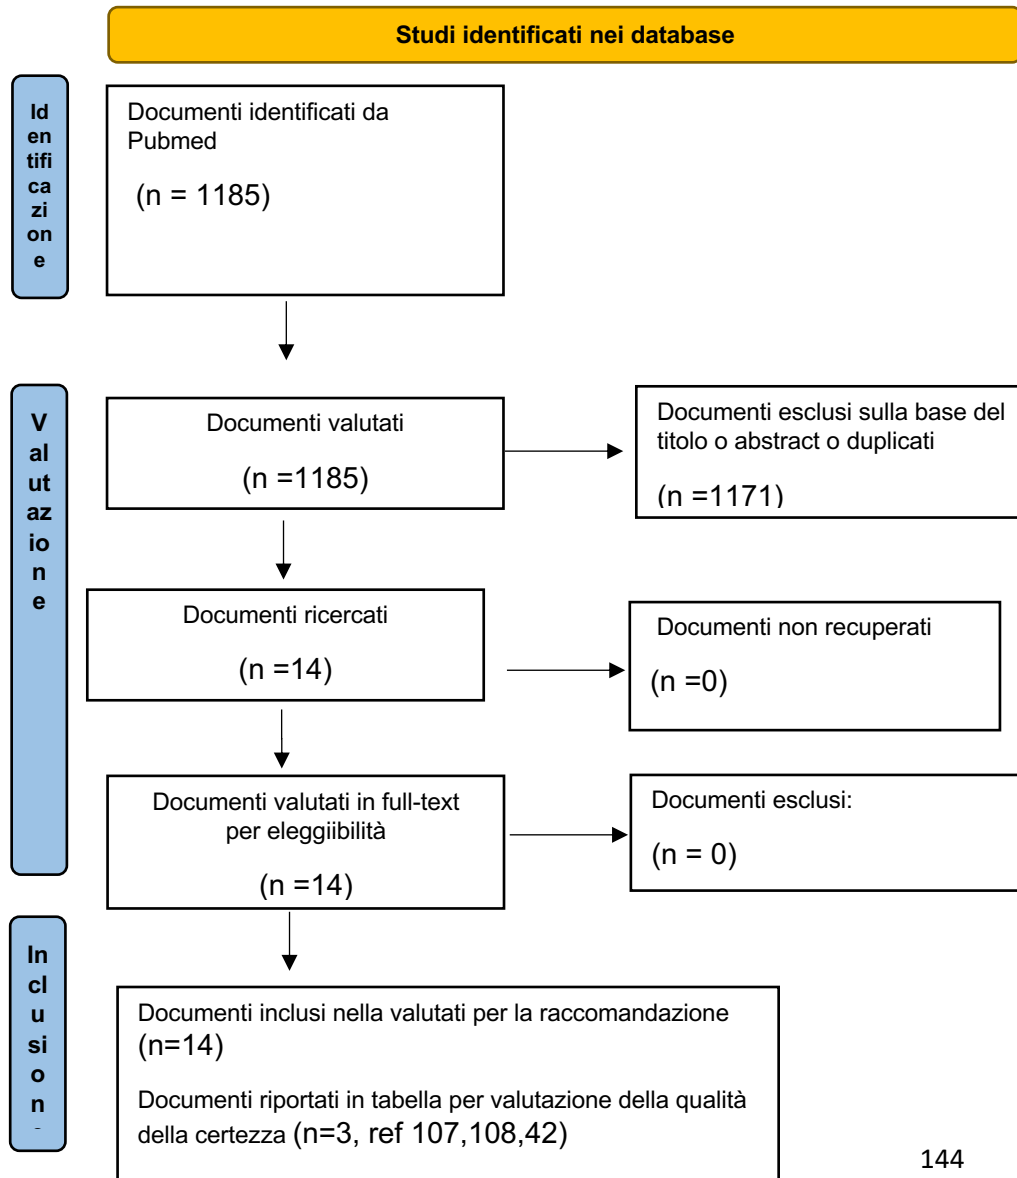 Studi identificati nei database
Id
en
tifi
ca
zi
on
e
Documenti identificati da
Pubmed
(n = 1185)
V
al
ut
az
io
n
e
Documenti valutati
(n =1185)
Documenti esclusi sulla base del
titolo o abstract o duplicati
(n =1171)
Documenti ricercati
(n =14)
Documenti non recuperati
(n =0)
Documenti valutati in full-text
per eleggiibilità
(n =14)
Documenti esclusi:
(n = 0)
In
cl
u
si
o
n
Documenti inclusi nella valutati per la raccomandazione
(n=14)
Documenti riportati in tabella per valutazione della qualità
della certezza (n=3, ref 107,108,42)
144